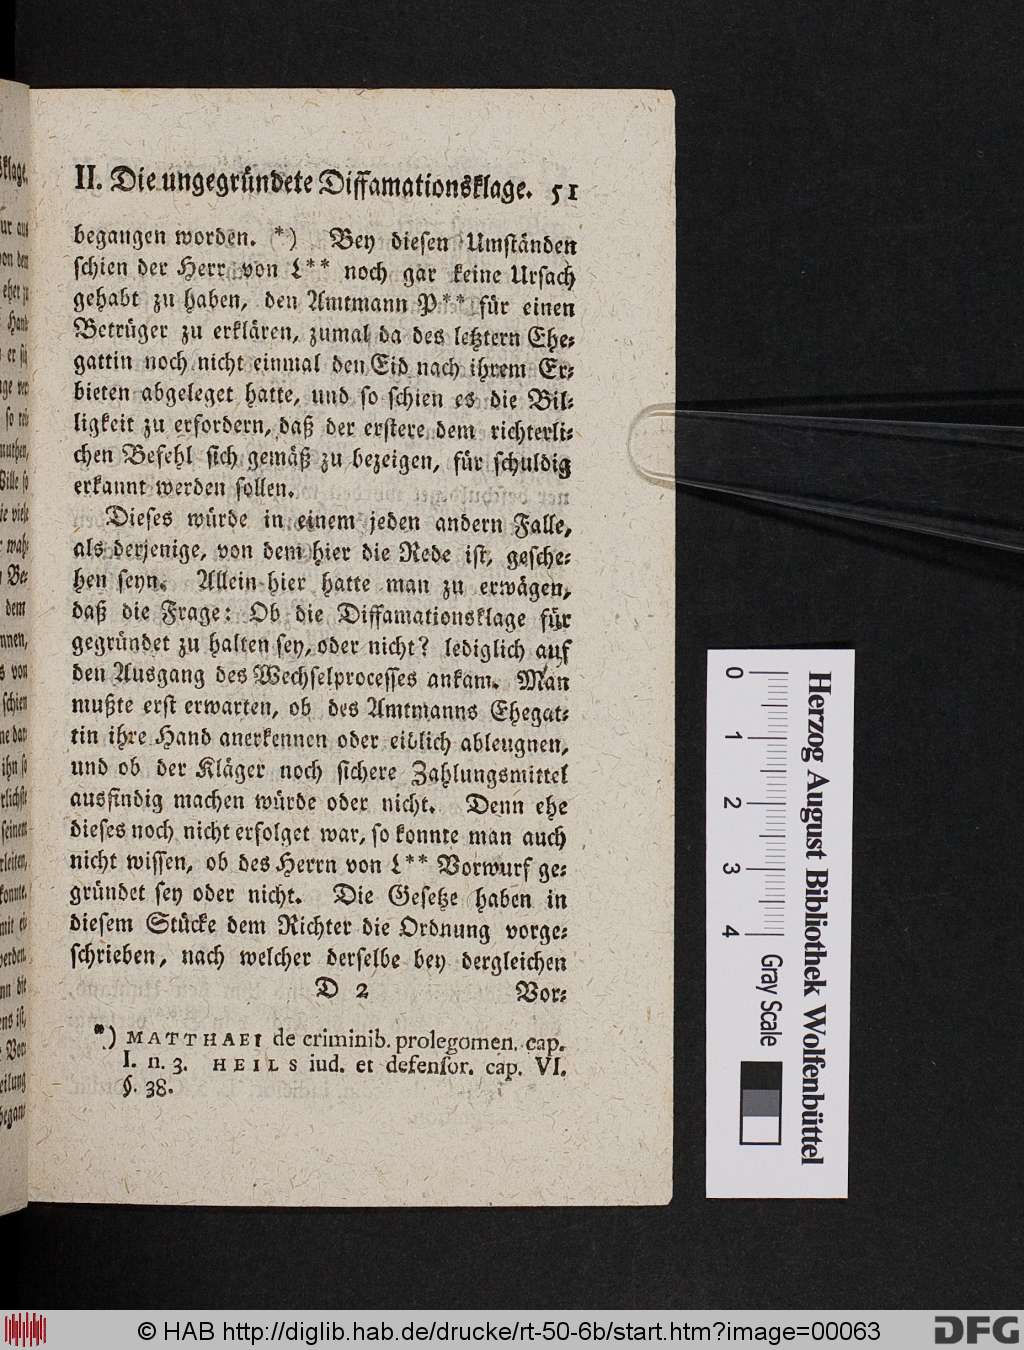 II. Die ungegründete Diffamationsklage. 51
begangen worden. *) Bey diesen Umständen
schien der Herr von L** noch gar keine Ursach
gehabt zu haben, den Amtmann P** für einen
Betrüger zu erklären, zumal da des letztern Ehe-
gattin noch nicht einmal den Eid nach ihrem Er-
bieten abgeleget hatte, und so schien es die Bil-
ligkeit zu erfordern, daß der erstere dem richterli-
chen Befehl sich gemäß zu bezeigen, für schuldig
erkannt werden sollen.
Dieses würde in einem jeden andern Falle,
als derjenige, von dem hier die Rede ist, gesche-
hen seyn. Allein hier hatte man zu erwägen,
daß die Frage: Ob die Diffamationsklage für
gegründet zu halten sey, oder nicht? lediglich auf
den Ausgang des Wechselprocesses ankam. Man
mußte erst erwarten, ob des Amtmanns Ehegat-
tin ihre Hand anerkennen oder eidlich ableugnen,
und ob der Kläger noch sichere Zahlungsmittel
ausfindig machen würde oder nicht. Denn ehe
dieses noch nicht erfolget war, so konnte man auch
nicht wissen, ob des Herrn von L** Vorwurf ge-
gründet sey oder nicht. Die Gesetze haben in
diesem Stücke dem Richter die Ordnung vorge-
schrieben, nach welcher derselbe bey dergleichen
D 2 Vor-
*) MATTHAEI de criminib. prolegomen. cap.
I. n. 3. HEILS iud. et defensor. cap. VI.
§. 38.
0 1 2 3 4
Gray Scale
Herzog August Bibliothek Wolfenbüttel
© HAB http://diglib.hab.de/drucke/rt-50-6b/start.htm?image=00063
DFG